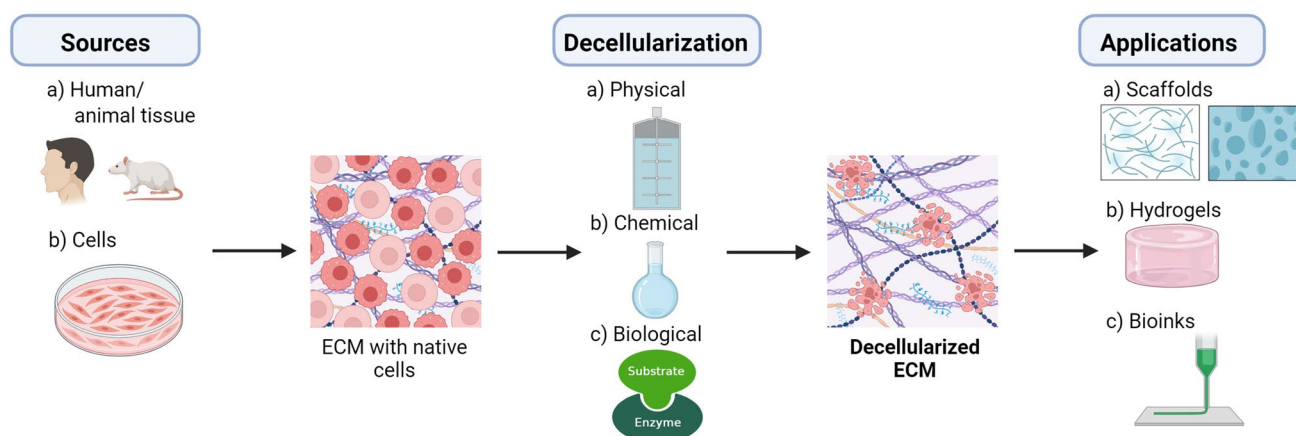 Sources
a) Human/
animal tissue
b) Cells
ECM with native
cells
Decellularization
a) Physical
b) Chemical
c) Biological
Substrate
Enzyme
Decellularized
ECM
Applications
a) Scaffolds
b) Hydrogels
c) Bioinks